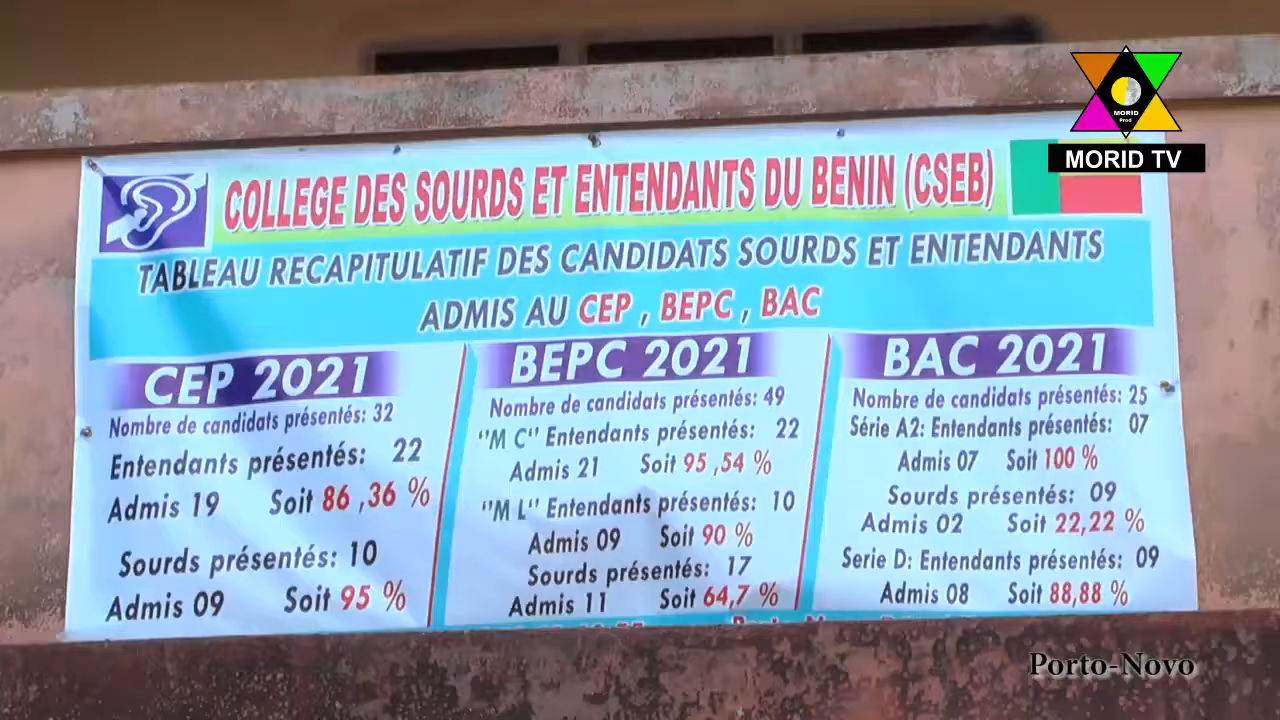 MORID
Prod
MORID TV
COLLEGE DES SOURDS ET ENTENDANTS DU BENIN (CSEB)
TABLEAU RECAPITULATIF DES CANDIDATS SOURDS ET ENTENDANTS
ADMIS AU CEP , BEPC , BAC
CEP 2021
Nombre de candidats présentés: 32
Entendants présentés: 22
Admis 19 Soit 86 ,36 %
Sourds présentés: 10
Admis 09 Soit 95 %
BEPC 2021
Nombre de candidats présentés: 49
‘‘M C’’ Entendants présentés: 22
Admis 21 Soit 95 ,54 %
‘‘M L’’ Entendants présentés: 10
Admis 09 Soit 90 %
Sourds présentés: 17
Admis 11 Soit 64,7 %
BAC 2021
Nombre de candidats présentés: 25
Série A2: Entendants présentés: 07
Admis 07 Soit 100 %
Sourds présentés: 09
Admis 02 Soit 22,22 %
Serie D: Entendants présentés: 09
Admis 08 Soit 88,88 %
Porto-Novo